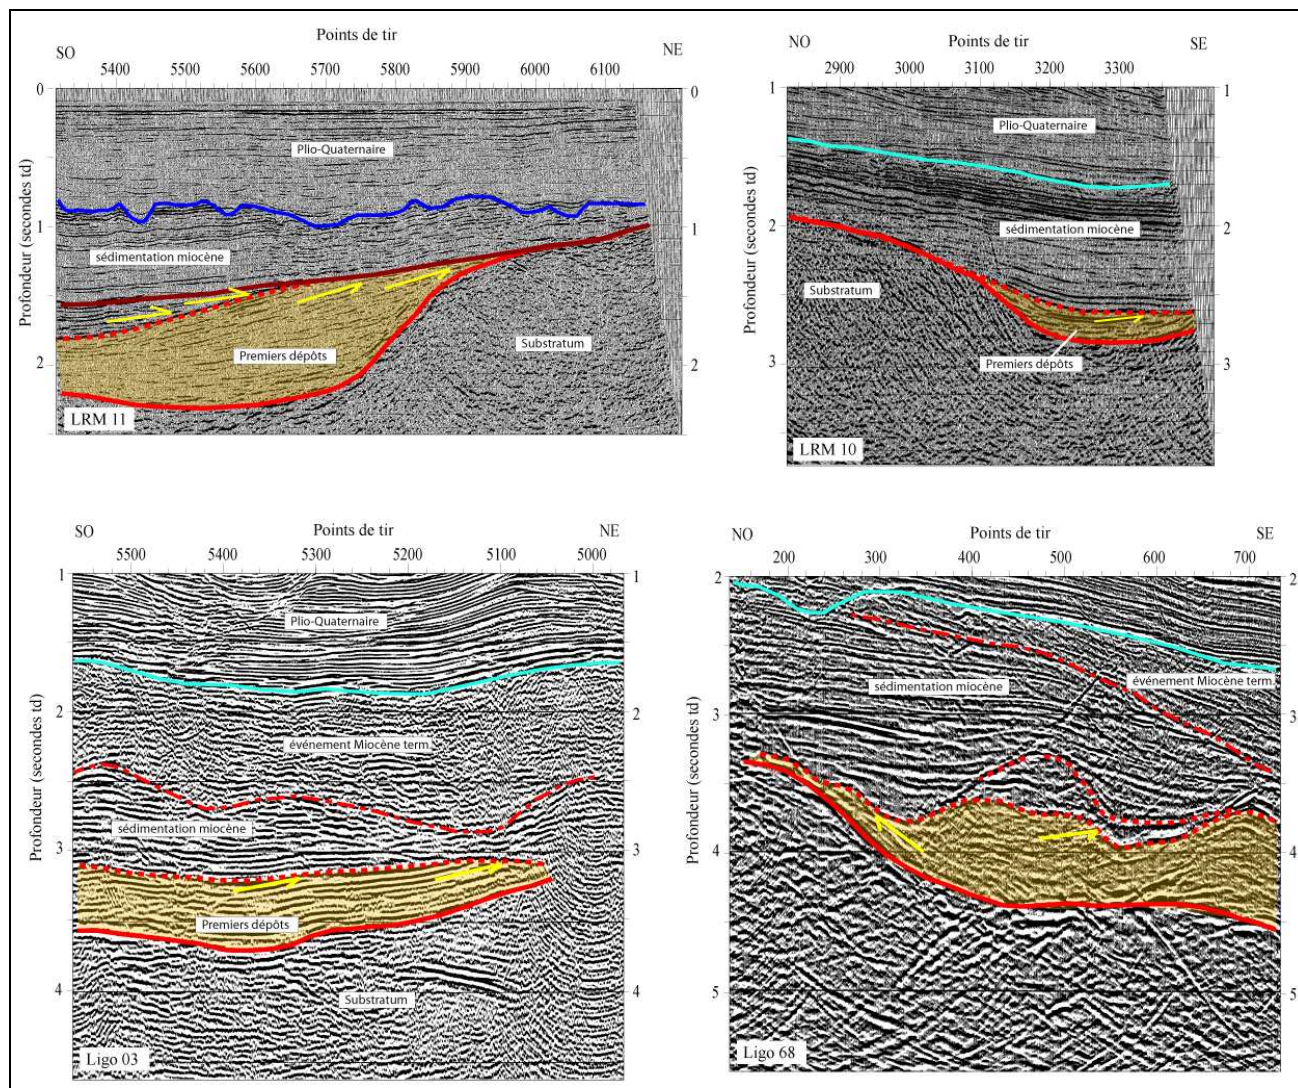 Points de tir
SO NE
5400 5500 5600 5700 5800 5900 6000 6100
Profondeur (secondes td)
0 0
1 1
2 2
Plio-Quaternaire
sédimentation miocène
Premiers dépôts
Substratum
LRM 11
Points de tir
NO SE
2900 3000 3100 3200 3300
Profondeur (secondes td)
1 1
2 2
3 3
Plio-Quaternaire
sédimentation miocène
Substratum
Premiers dépôts
LRM 10
Points de tir
SO NE
5500 5400 5300 5200 5100 5000
Profondeur (secondes td)
1 1
2 2
3 3
4 4
Plio-Quaternaire
événement Miocène term.
sédimentation miocène
Premiers dépôts
Substratum
Ligo 03
Points de tir
NO SE
200 300 400 500 600 700
Profondeur (secondes td)
2 2
3 3
4 4
5 5
sédimentation miocène
événement Miocène term.
Ligo 68